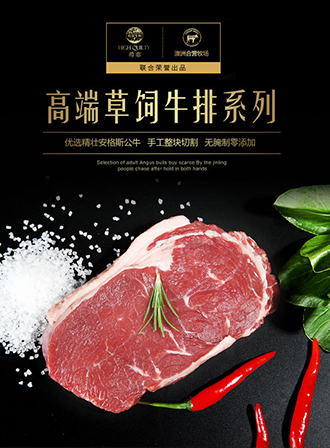 HIGH QUILTY
澳洲合营牧场
联合荣誉出品
高端草饲牛排系列
优选精壮安格斯公牛 手工整块切割 无腌制零添加
Selection of adult Angus bulls buy scarce By the jinling
people chase after hold in both hands